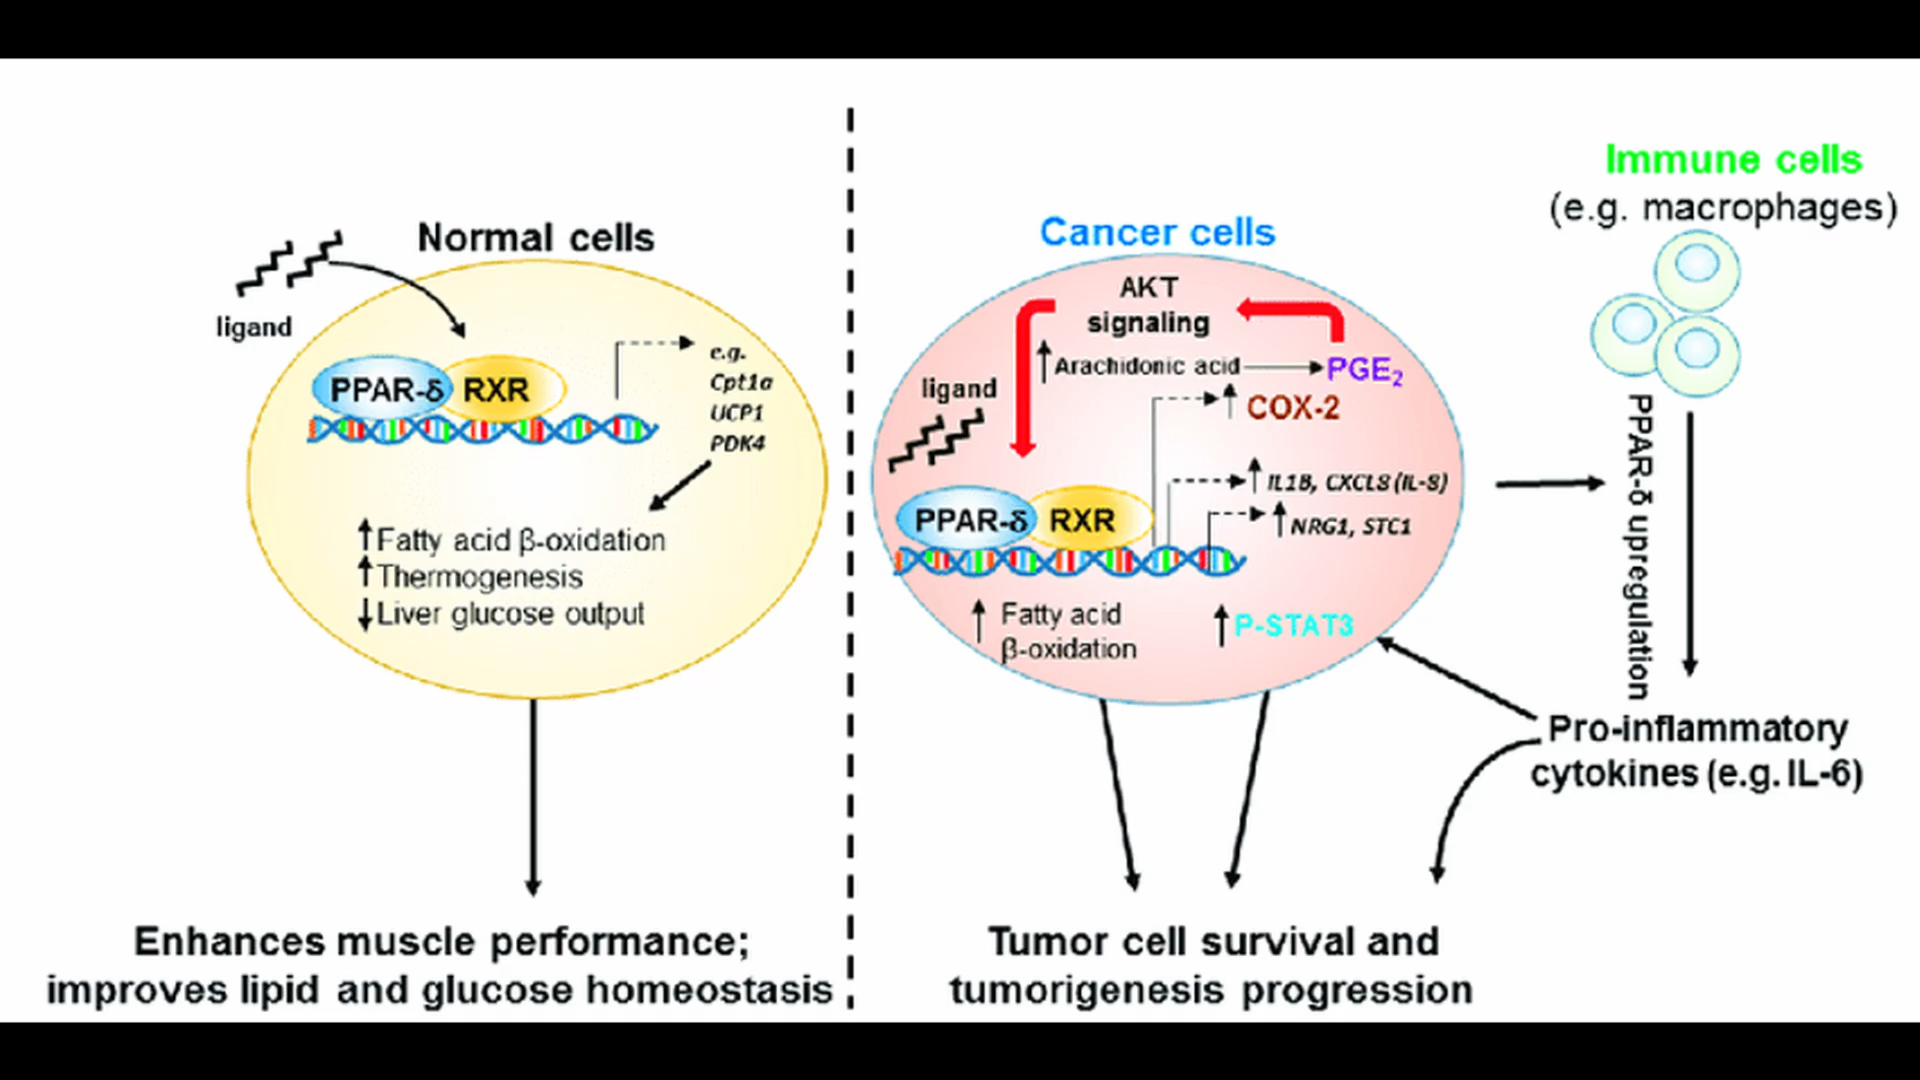 Normal cells
ligand
PPAR-δ RXR
e.g.
Cpt1a
UCP1
PDK4
↑Fatty acid β-oxidation
↑Thermogenesis
↓Liver glucose output
Enhances muscle performance;
improves lipid and glucose homeostasis
Cancer cells
AKT
signaling
↑Arachidonic acid → PGE₂
ligand
↑ COX-2
↑ IL1B, CXCL8 (IL-8)
↑ NRG1, STC1
PPAR-δ RXR
↑ Fatty acid
β-oxidation
↑ P-STAT3
Tumor cell survival and
tumorigenesis progression
Immune cells
(e.g. macrophages)
PPAR-δ upregulation
Pro-inflammatory
cytokines (e.g. IL-6)